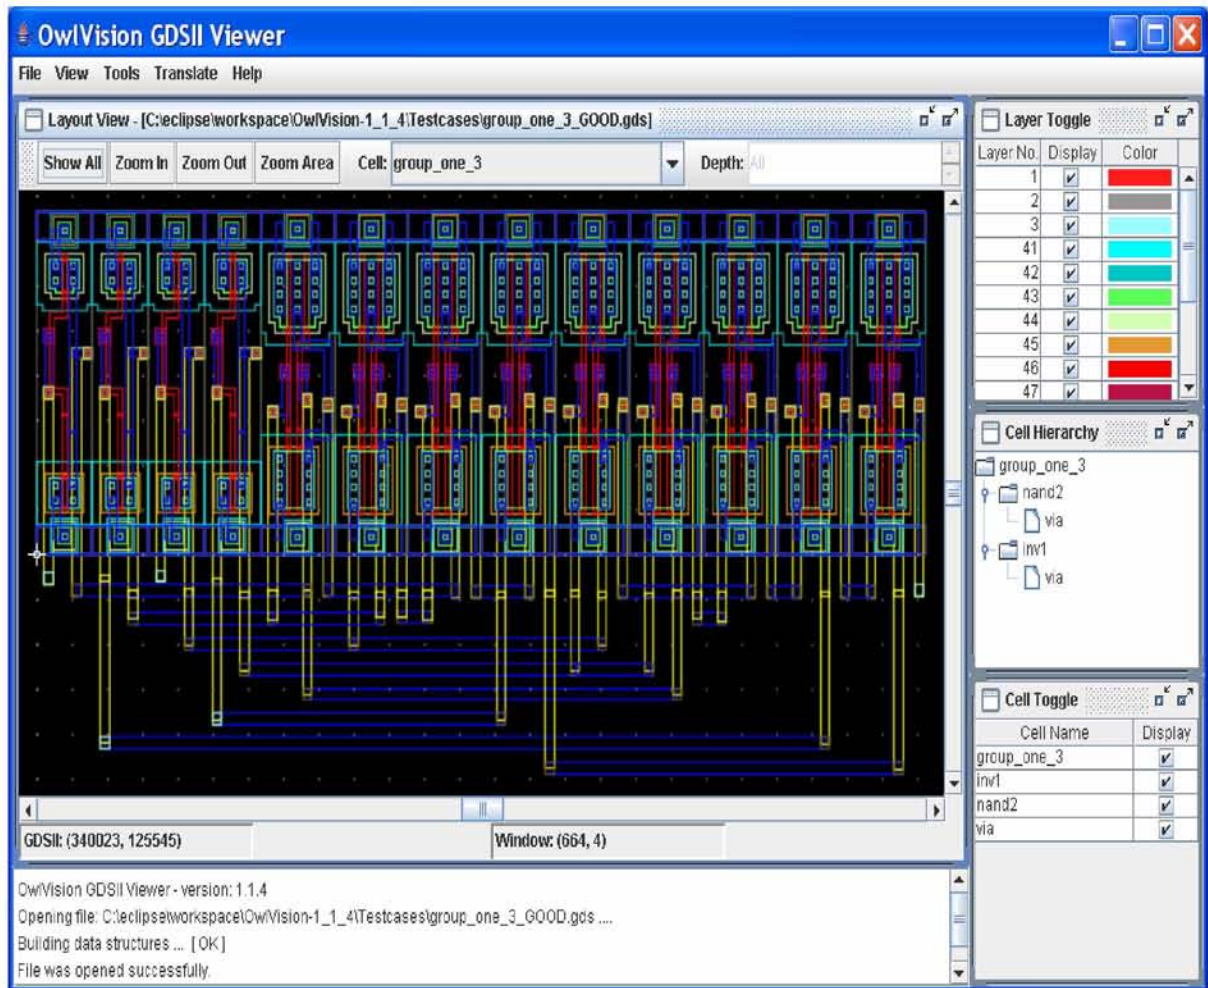 OwlVision GDSII Viewer
File View Tools Translate Help
Layout View - [C:\eclipse\workspace\OwlVision-1_1_4\Testcases\group_one_3_GOOD.gds]
Show All Zoom In Zoom Out Zoom Area Cell: group_one_3 Depth: All
GDSII: (340023, 125545) Window: (664, 4)
OwlVision GDSII Viewer - version: 1.1.4
Opening file: C:\eclipse\workspace\OwlVision-1_1_4\Testcases\group_one_3_GOOD.gds ....
Building data structures ... [ OK ]
File was opened successfully.
Layer Toggle
Layer No. Display Color
1
2
3
41
42
43
44
45
46
47
Cell Hierarchy
group_one_3
nand2
via
inv1
via
Cell Toggle
Cell Name Display
group_one_3
inv1
nand2
via